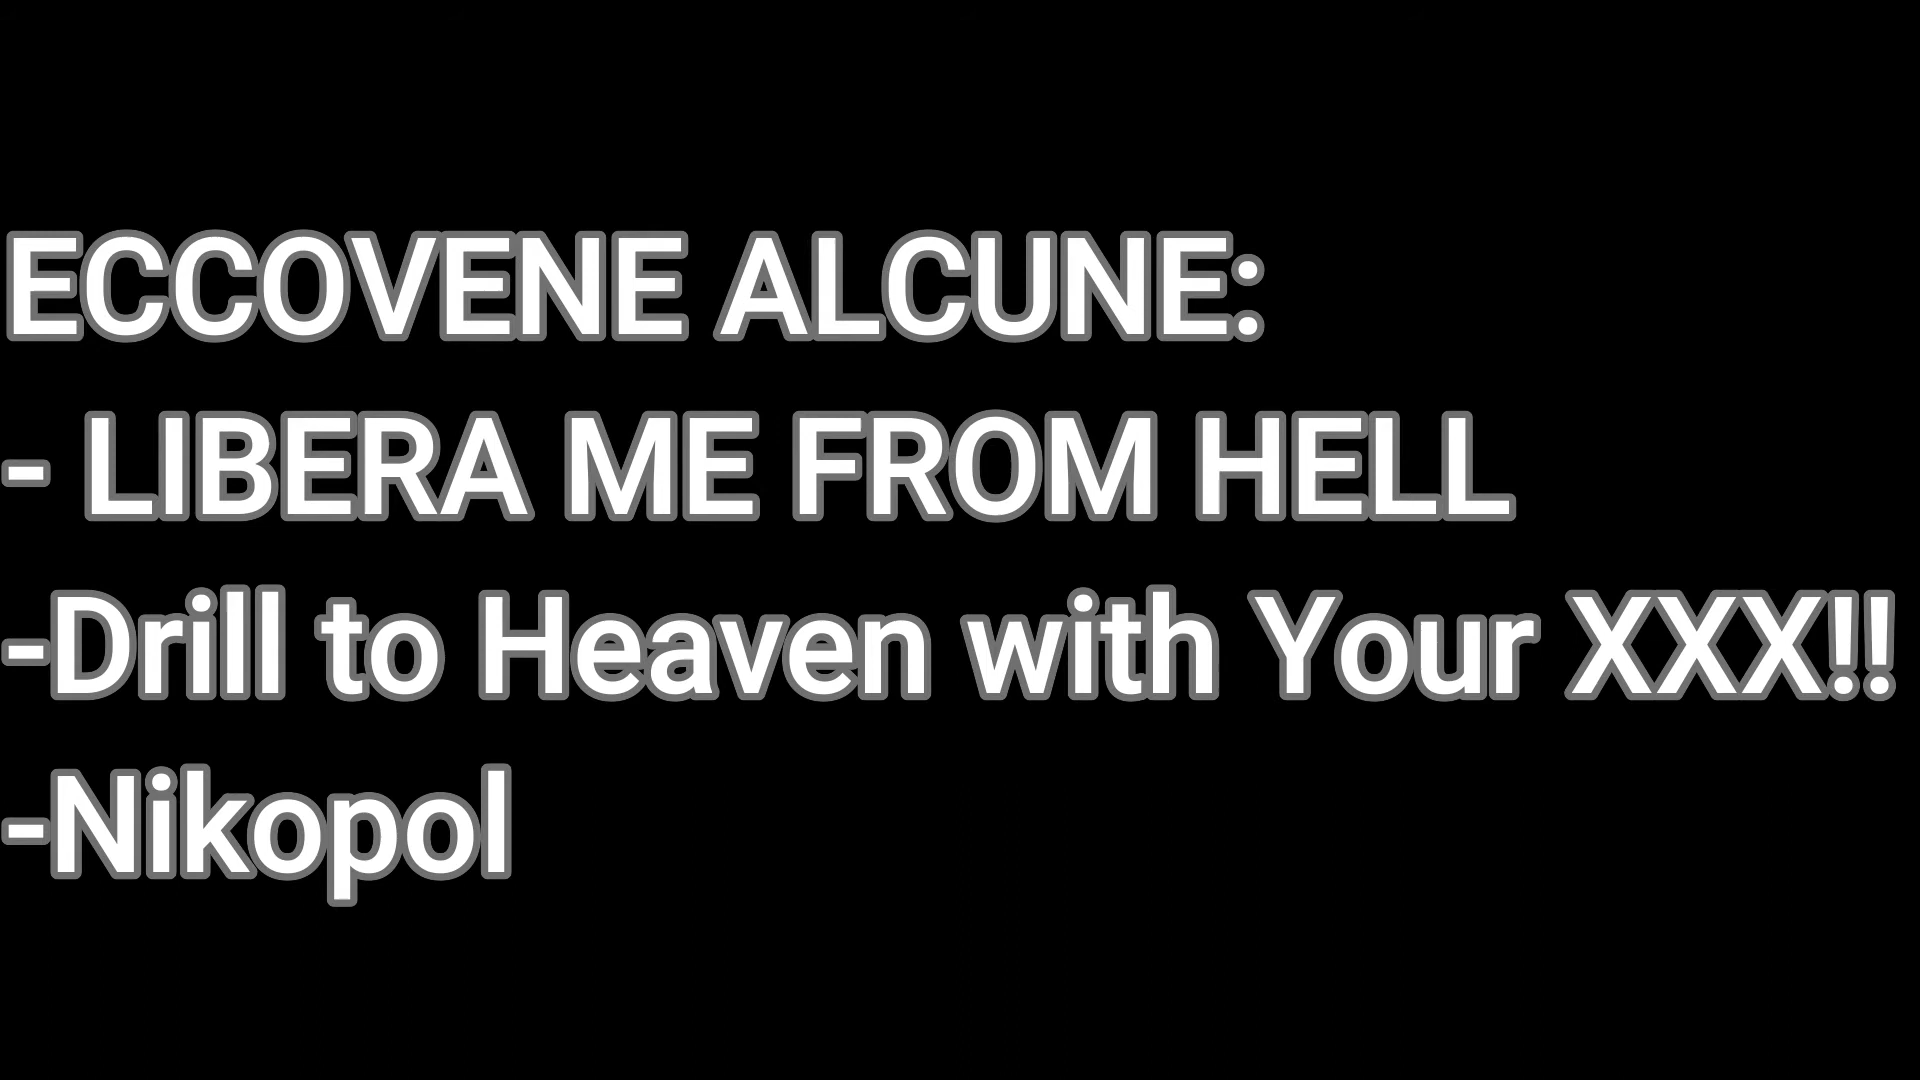 ECCOVENE ALCUNE:
- LIBERA ME FROM HELL
-Drill to Heaven with Your XXX!!
-Nikopol